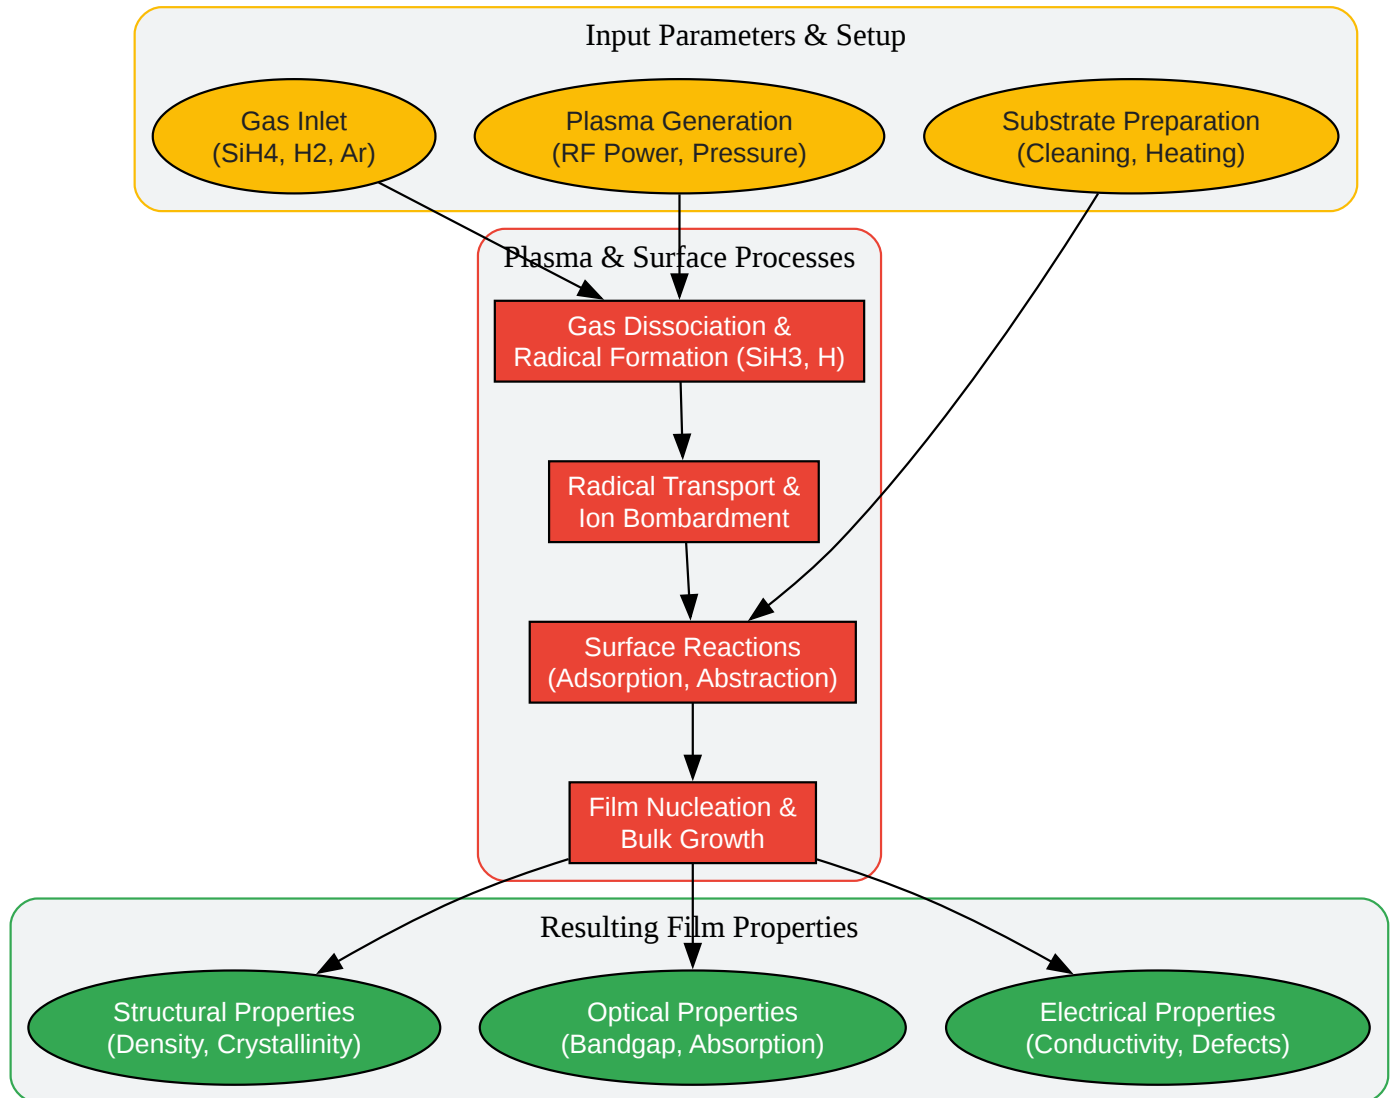 Input Parameters & Setup
Gas Inlet
(SiH4, H2, Ar)
Plasma Generation
(RF Power, Pressure)
Substrate Preparation
(Cleaning, Heating)
Plasma & Surface Processes
Gas Dissociation &
Radical Formation (SiH3, H)
Radical Transport &
Ion Bombardment
Surface Reactions
(Adsorption, Abstraction)
Film Nucleation &
Bulk Growth
Resulting Film Properties
Structural Properties
(Density, Crystallinity)
Optical Properties
(Bandgap, Absorption)
Electrical Properties
(Conductivity, Defects)